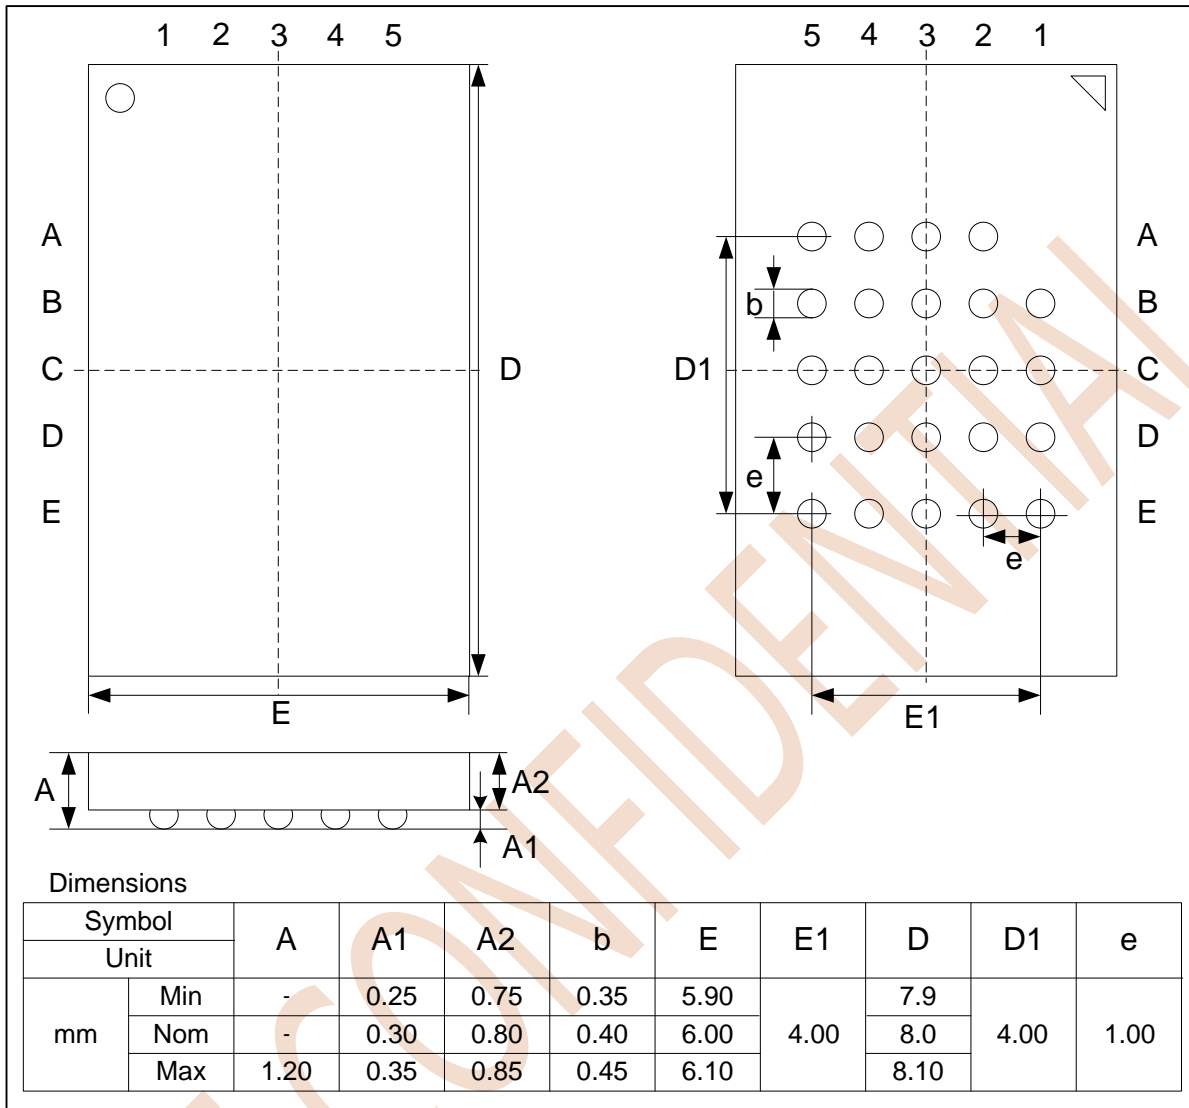 1 2 3 4 5
5 4 3 2 1
A
A
B
b
B
C
D
D1
C
D
D
e
E
E
e
E
E1
A
A2
A1
CONFIDENTIAL
Dimensions
Symbol A A1 A2 b E E1 D D1 e
Unit
mm Min - 0.25 0.75 0.35 5.90 4.00 7.9 4.00 1.00
Nom - 0.30 0.80 0.40 6.00 8.0
Max 1.20 0.35 0.85 0.45 6.10 8.10